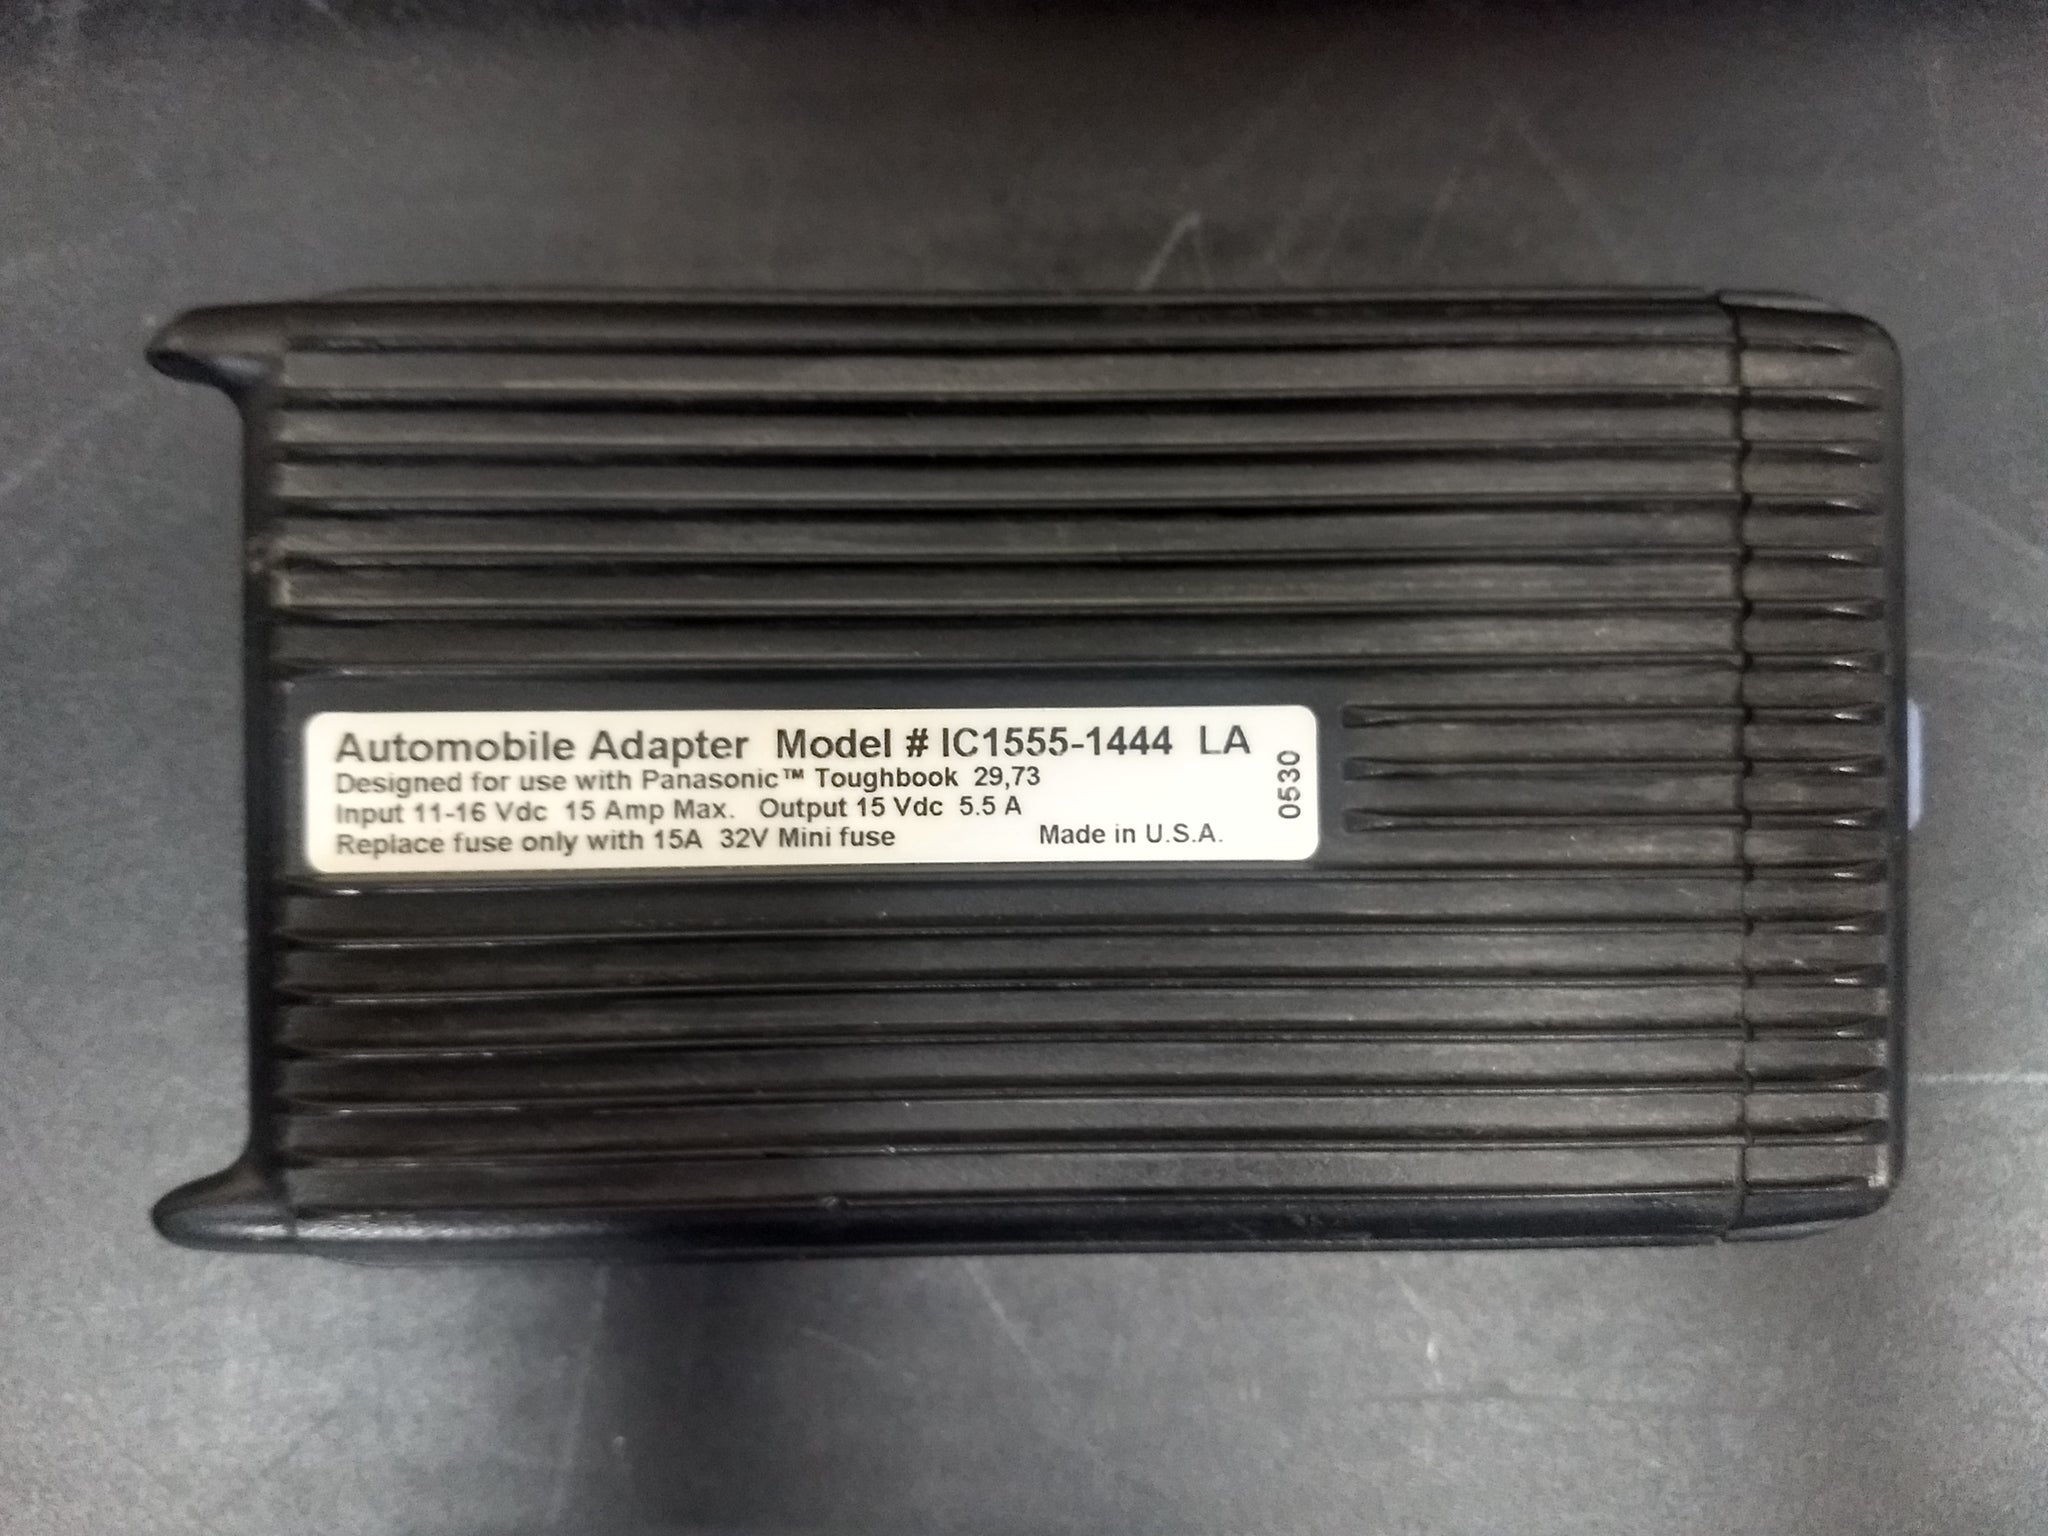 Automobile Adapter Model # IC1555-1444 LA
Designed for use with Panasonic™ Toughbook 29,73
Input 11-16 Vdc 15 Amp Max. Output 15 Vdc 5.5 A
Replace fuse only with 15A 32V Mini fuse Made in U.S.A.
0530